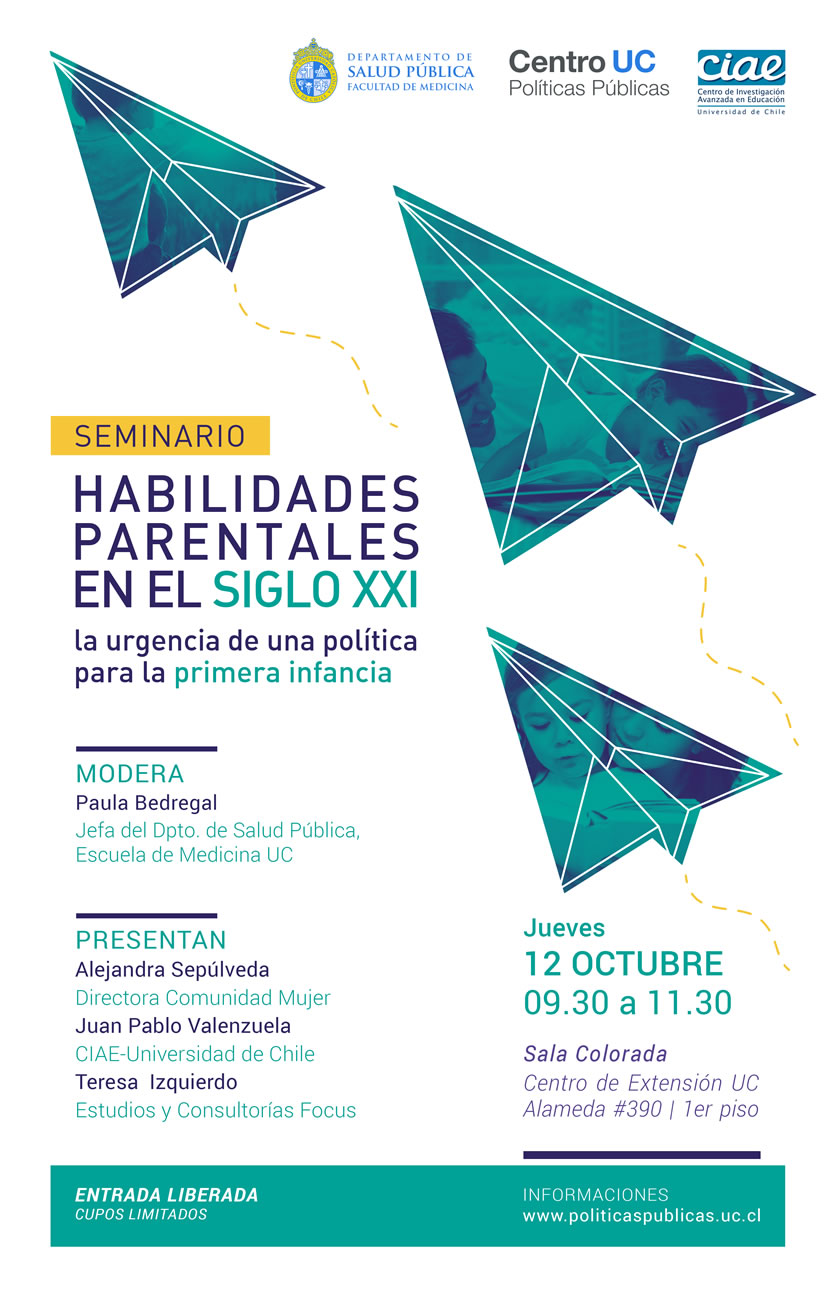 DEPARTAMENTO DE
SALUD PÚBLICA
FACULTAD DE MEDICINA
Centro UC
Políticas Públicas
ciae
Centro de Investigación
Avanzada en Educación
Universidad de Chile
SEMINARIO
HABILIDADES
PARENTALES
EN EL SIGLO XXI
la urgencia de una política
para la primera infancia
MODERA
Paula Bedregal
Jefa del Dpto. de Salud Pública,
Escuela de Medicina UC
PRESENTAN
Alejandra Sepúlveda
Directora Comunidad Mujer
Juan Pablo Valenzuela
CIAE-Universidad de Chile
Teresa Izquierdo
Estudios y Consultorías Focus
Jueves
12 OCTUBRE
09.30 a 11.30
Sala Colorada
Centro de Extensión UC
Alameda #390 | 1er piso
ENTRADA LIBERADA
CUPOS LIMITADOS
INFORMACIONES
www.politicaspublicas.uc.cl